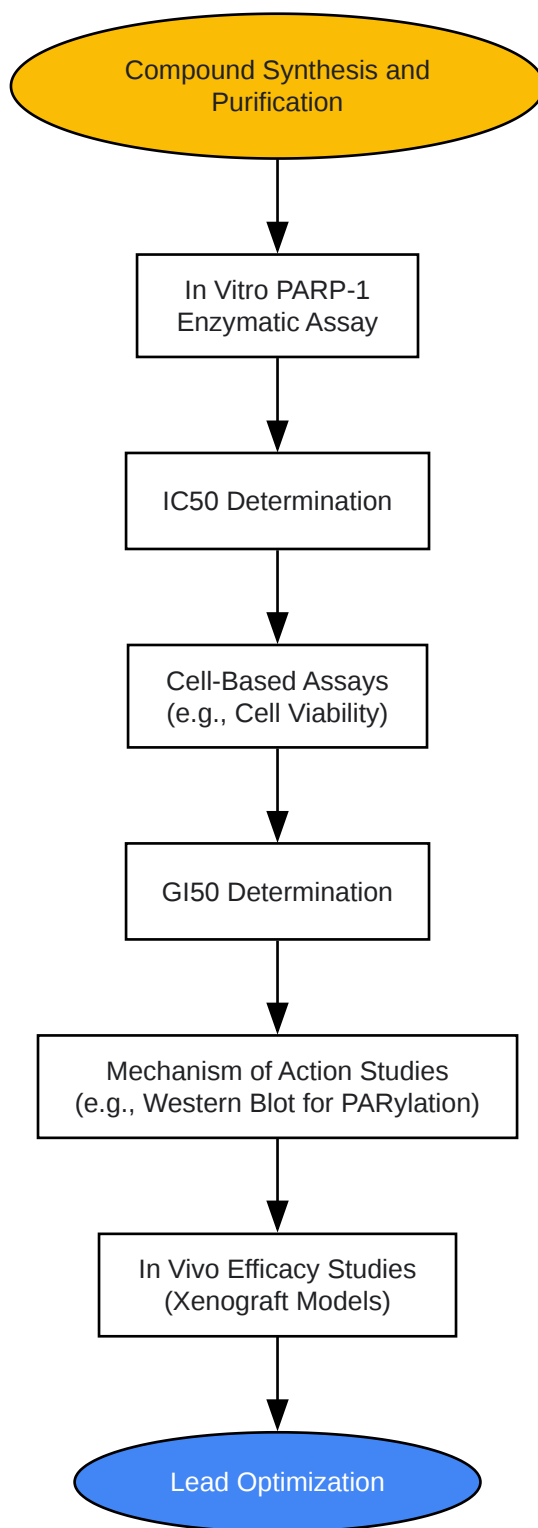 Compound Synthesis and
Purification
In Vitro PARP-1
Enzymatic Assay
IC50 Determination
Cell-Based Assays
(e.g., Cell Viability)
GI50 Determination
Mechanism of Action Studies
(e.g., Western Blot for PARylation)
In Vivo Efficacy Studies
(Xenograft Models)
Lead Optimization